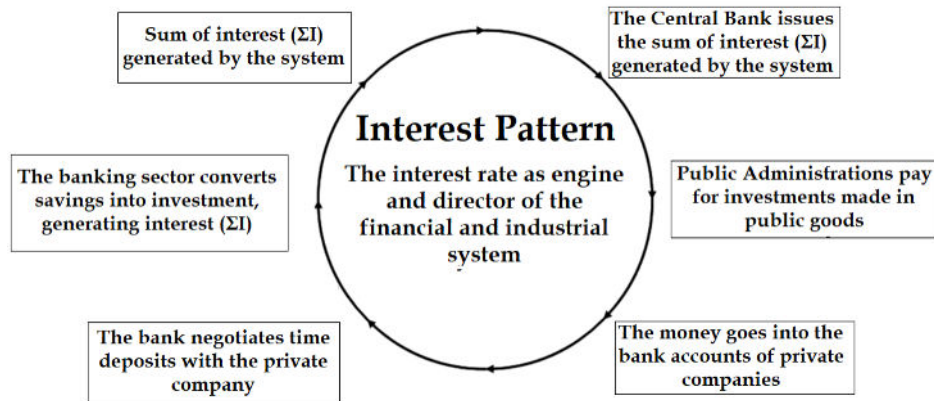 Sum of interest (ΣI)
generated by the system
The Central Bank issues
the sum of interest (ΣI)
generated by the system
Interest Pattern
The interest rate as engine
and director of the
financial and industrial
system
The banking sector converts
savings into investment,
generating interest (ΣI)
Public Administrations pay
for investments made in
public goods
The bank negotiates time
deposits with the private
company
The money goes into the
bank accounts of private
companies